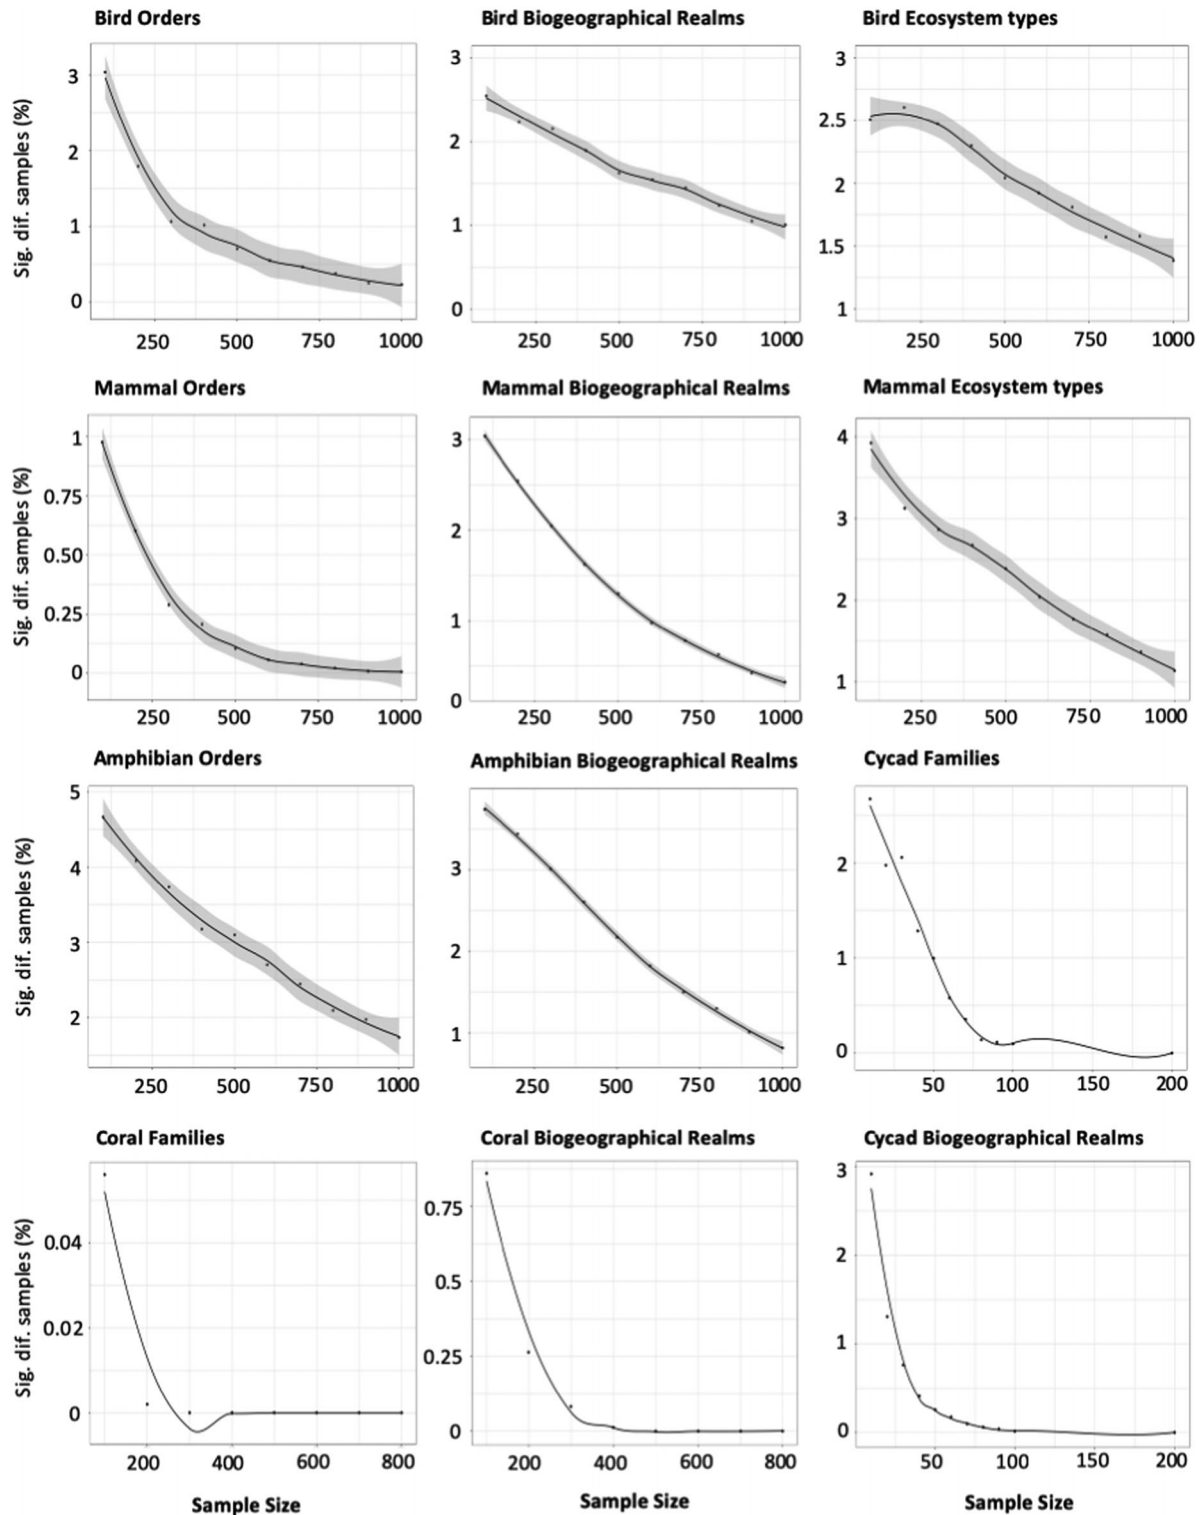 Bird Orders
Sig. dif. samples (%)
3
2
1
0
250 500 750 1000
Bird Biogeographical Realms
3
2
1
0
250 500 750 1000
Bird Ecosystem types
3
2.5
2
1.5
1
250 500 750 1000
Mammal Orders
Sig. dif. samples (%)
1
0.75
0.50
0.25
0
250 500 750 1000
Mammal Biogeographical Realms
3
2
1
0
250 500 750 1000
Mammal Ecosystem types
4
3
2
1
250 500 750 1000
Amphibian Orders
Sig. dif. samples (%)
5
4
3
2
250 500 750 1000
Amphibian Biogeographical Realms
3
2
1
250 500 750 1000
Cycad Families
2
1
0
50 100 150 200
Coral Families
Sig. dif. samples (%)
0.04
0.02
0
200 400 600 800
Sample Size
Coral Biogeographical Realms
0.75
0.5
0.25
0
200 400 600 800
Sample Size
Cycad Biogeographical Realms
3
2
1
0
50 100 150 200
Sample Size